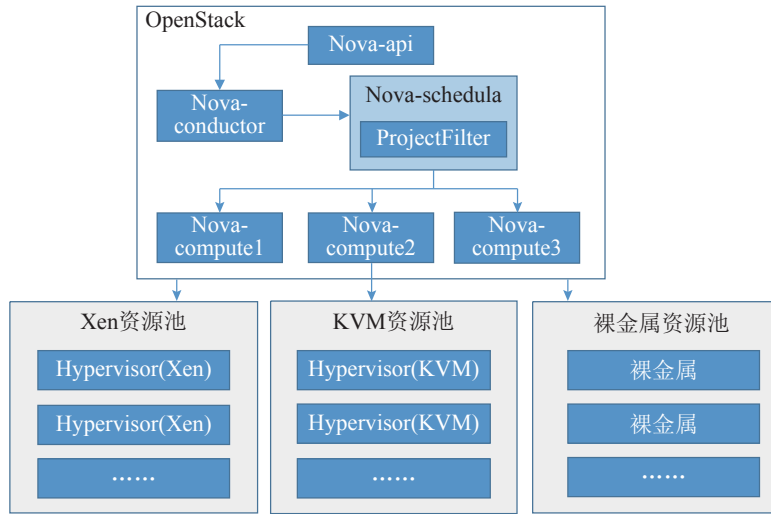 OpenStack
Nova-api
Nova-
conductor
Nova-schedula
ProjectFilter
Nova-
compute1
Nova-
compute2
Nova-
compute3
Xen资源池
Hypervisor(Xen)
Hypervisor(Xen)
……
KVM资源池
Hypervisor(KVM)
Hypervisor(KVM)
……
裸金属资源池
裸金属
裸金属
……